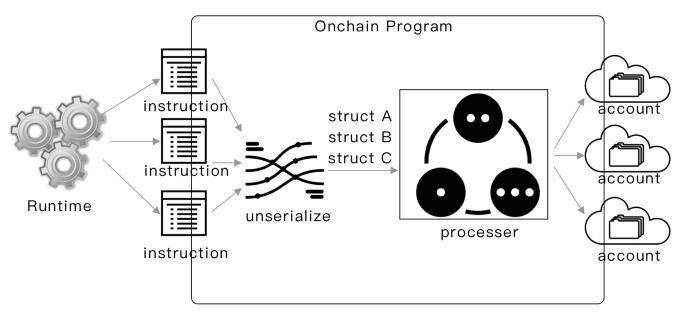 Onchain Program
instruction
instruction
instruction
Runtime
unserialize
struct A
struct B
struct C
processer
account
account
account